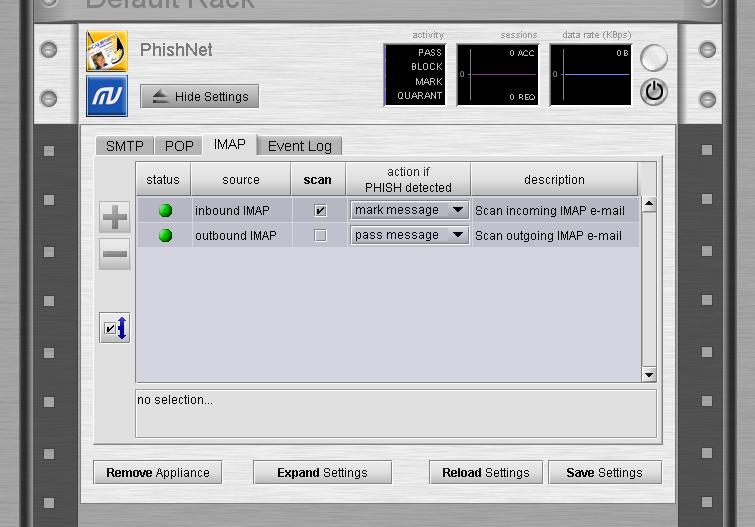 Default Rack
PhishNet
Hide Settings
activity
PASS
BLOCK
MARK
QUARANT
sessions
0 ACC
0
0 REQ
data rate (KBps)
0 B
0
SMTP
POP
IMAP
Event Log
status
source
scan
action if
PHISH detected
description
inbound IMAP
mark message
Scan incoming IMAP e-mail
outbound IMAP
pass message
Scan outgoing IMAP e-mail
no selection...
Remove Appliance
Expand Settings
Reload Settings
Save Settings